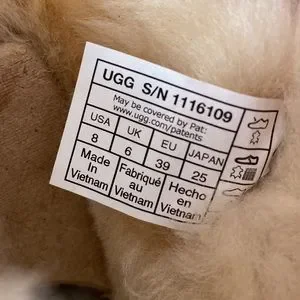 UGG S/N 1116109
May be covered by Pat:
www.ugg.com/patents
USA UK EU JAPAN
8 6 39 25
Made In Vietnam
Fabriqué au Vietnam
Hecho en Vietnam